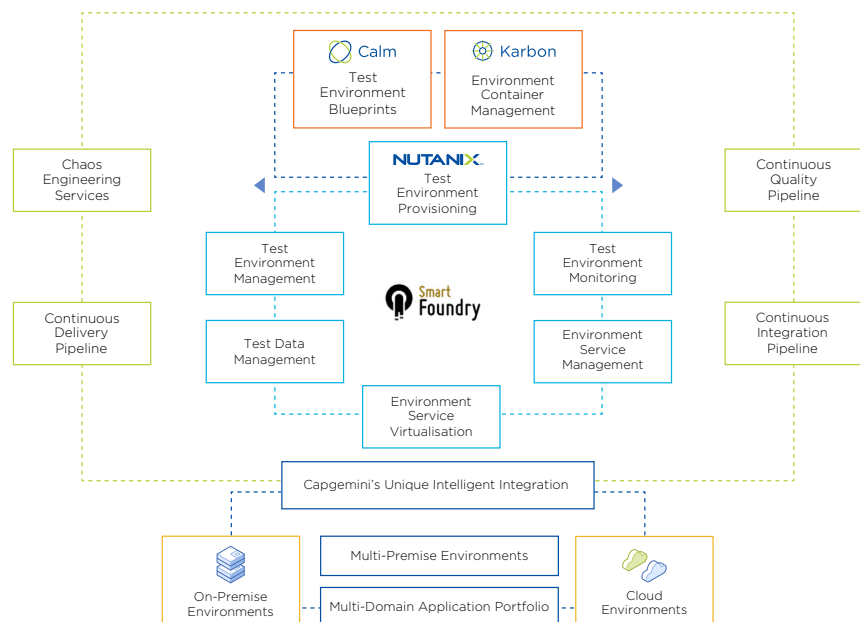 Calm
Test
Environment
Blueprints
Karbon
Environment
Container
Management
NUTANIX
Test
Environment
Provisioning
Chaos
Engineering
Services
Continuous
Quality
Pipeline
Test
Environment
Management
Test
Environment
Monitoring
Smart
Foundry
Continuous
Delivery
Pipeline
Test Data
Management
Environment
Service
Management
Continuous
Integration
Pipeline
Environment
Service
Virtualisation
Capgemini's Unique Intelligent Integration
On-Premise
Environments
Multi-Premise Environments
Multi-Domain Application Portfolio
Cloud
Environments